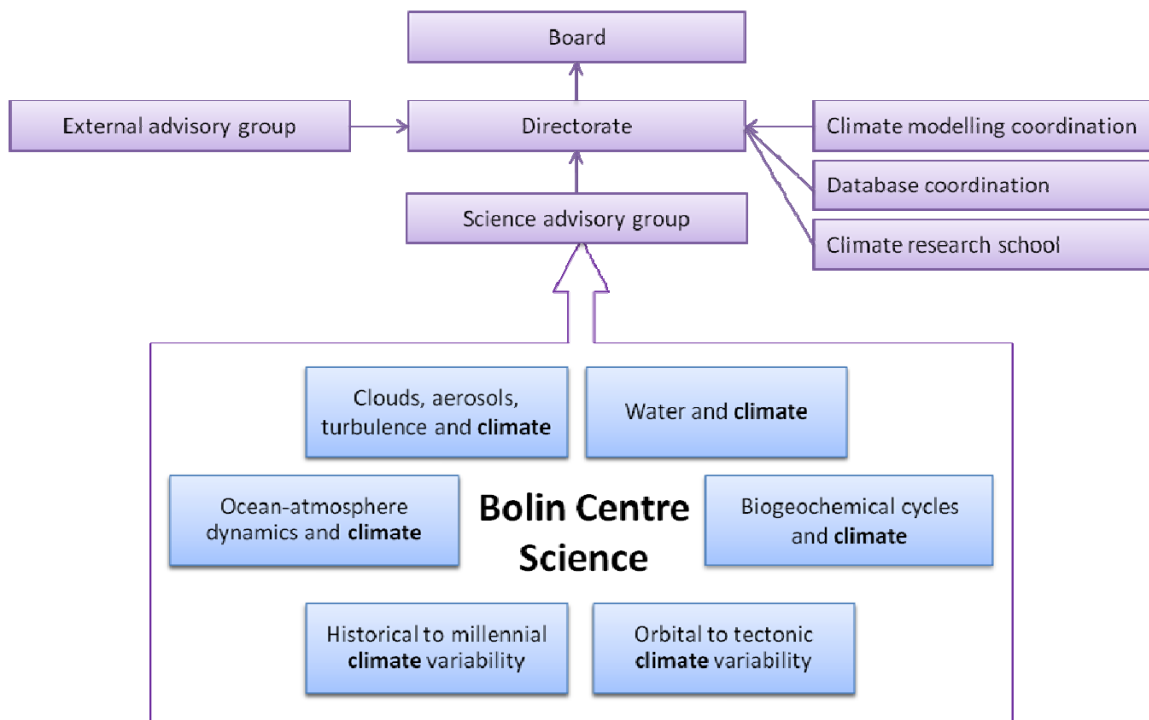 Board
External advisory group
Directorate
Climate modelling coordination
Database coordination
Science advisory group
Climate research school
Clouds, aerosols,
turbulence and climate
Water and climate
Ocean-atmosphere
dynamics and climate
Bolin Centre
Science
Biogeochemical cycles
and climate
Historical to millennial
climate variability
Orbital to tectonic
climate variability